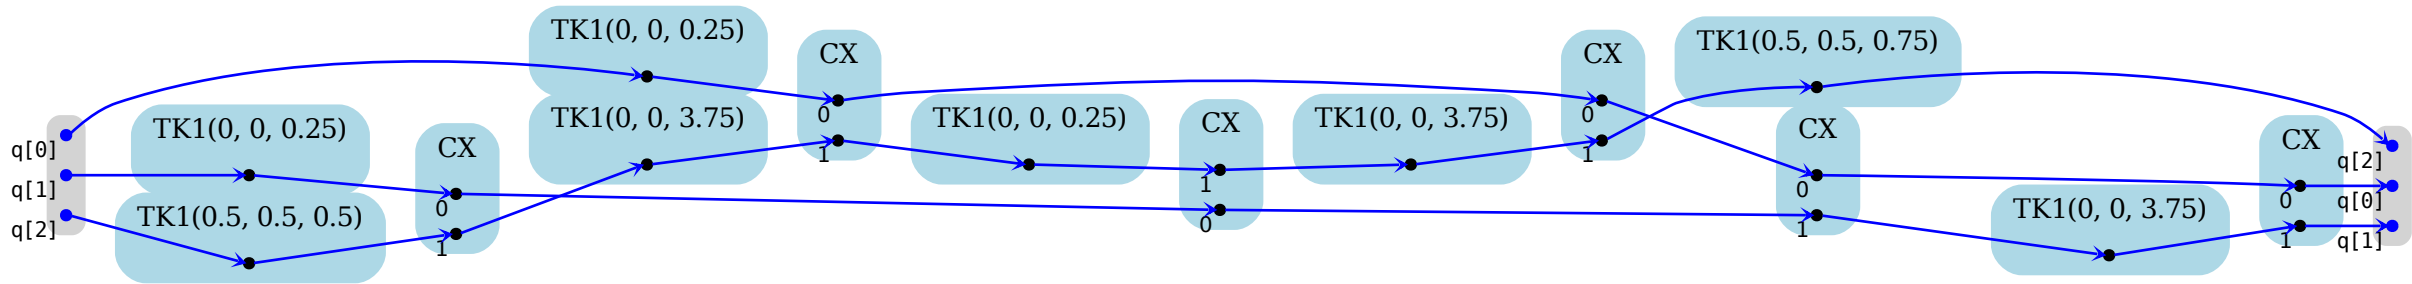 q[0]
q[1]
q[2]
TK1(0, 0, 0.25)
TK1(0.5, 0.5, 0.5)
CX
0
1
TK1(0, 0, 0.25)
TK1(0, 0, 3.75)
CX
0
1
TK1(0, 0, 0.25)
CX
1
0
TK1(0, 0, 3.75)
CX
0
1
TK1(0.5, 0.5, 0.75)
CX
0
1
TK1(0, 0, 3.75)
CX
0
1
q[2]
q[0]
q[1]